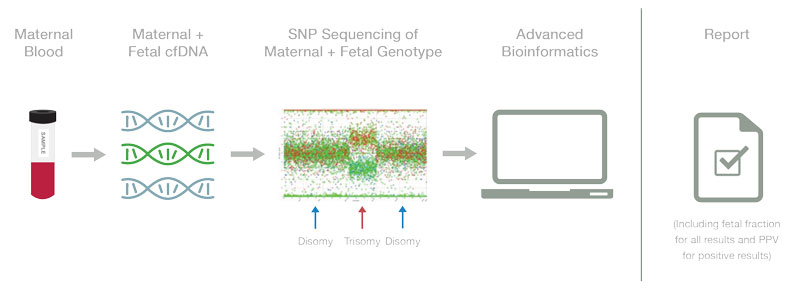 Maternal
Blood
Maternal +
Fetal cfDNA
SNP Sequencing of
Maternal + Fetal Genotype
Advanced
Bioinformatics
Report
SAMPLE
Disomy
Trisomy
Disomy
(Including fetal fraction
for all results and PPV
for positive results)